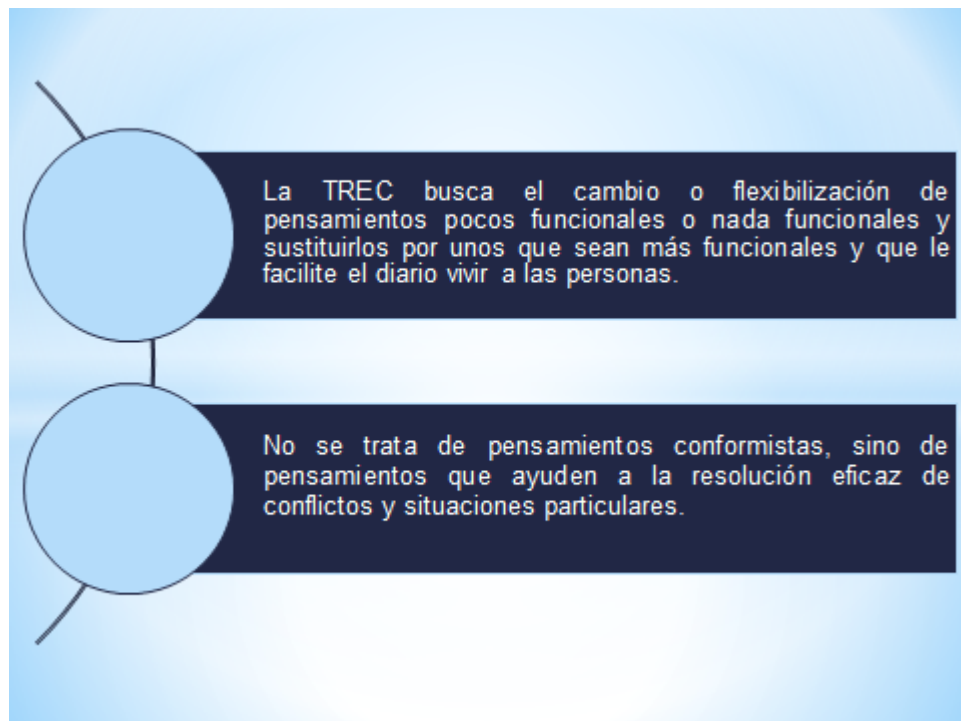 La TREC busca el cambio o flexibilización de
pensamientos pocos funcionales o nada funcionales y
sustituirlos por unos que sean más funcionales y que le
facilite el diario vivir a las personas.
No se trata de pensamientos conformistas, sino de
pensamientos que ayuden a la resolución eficaz de
conflictos y situaciones particulares.